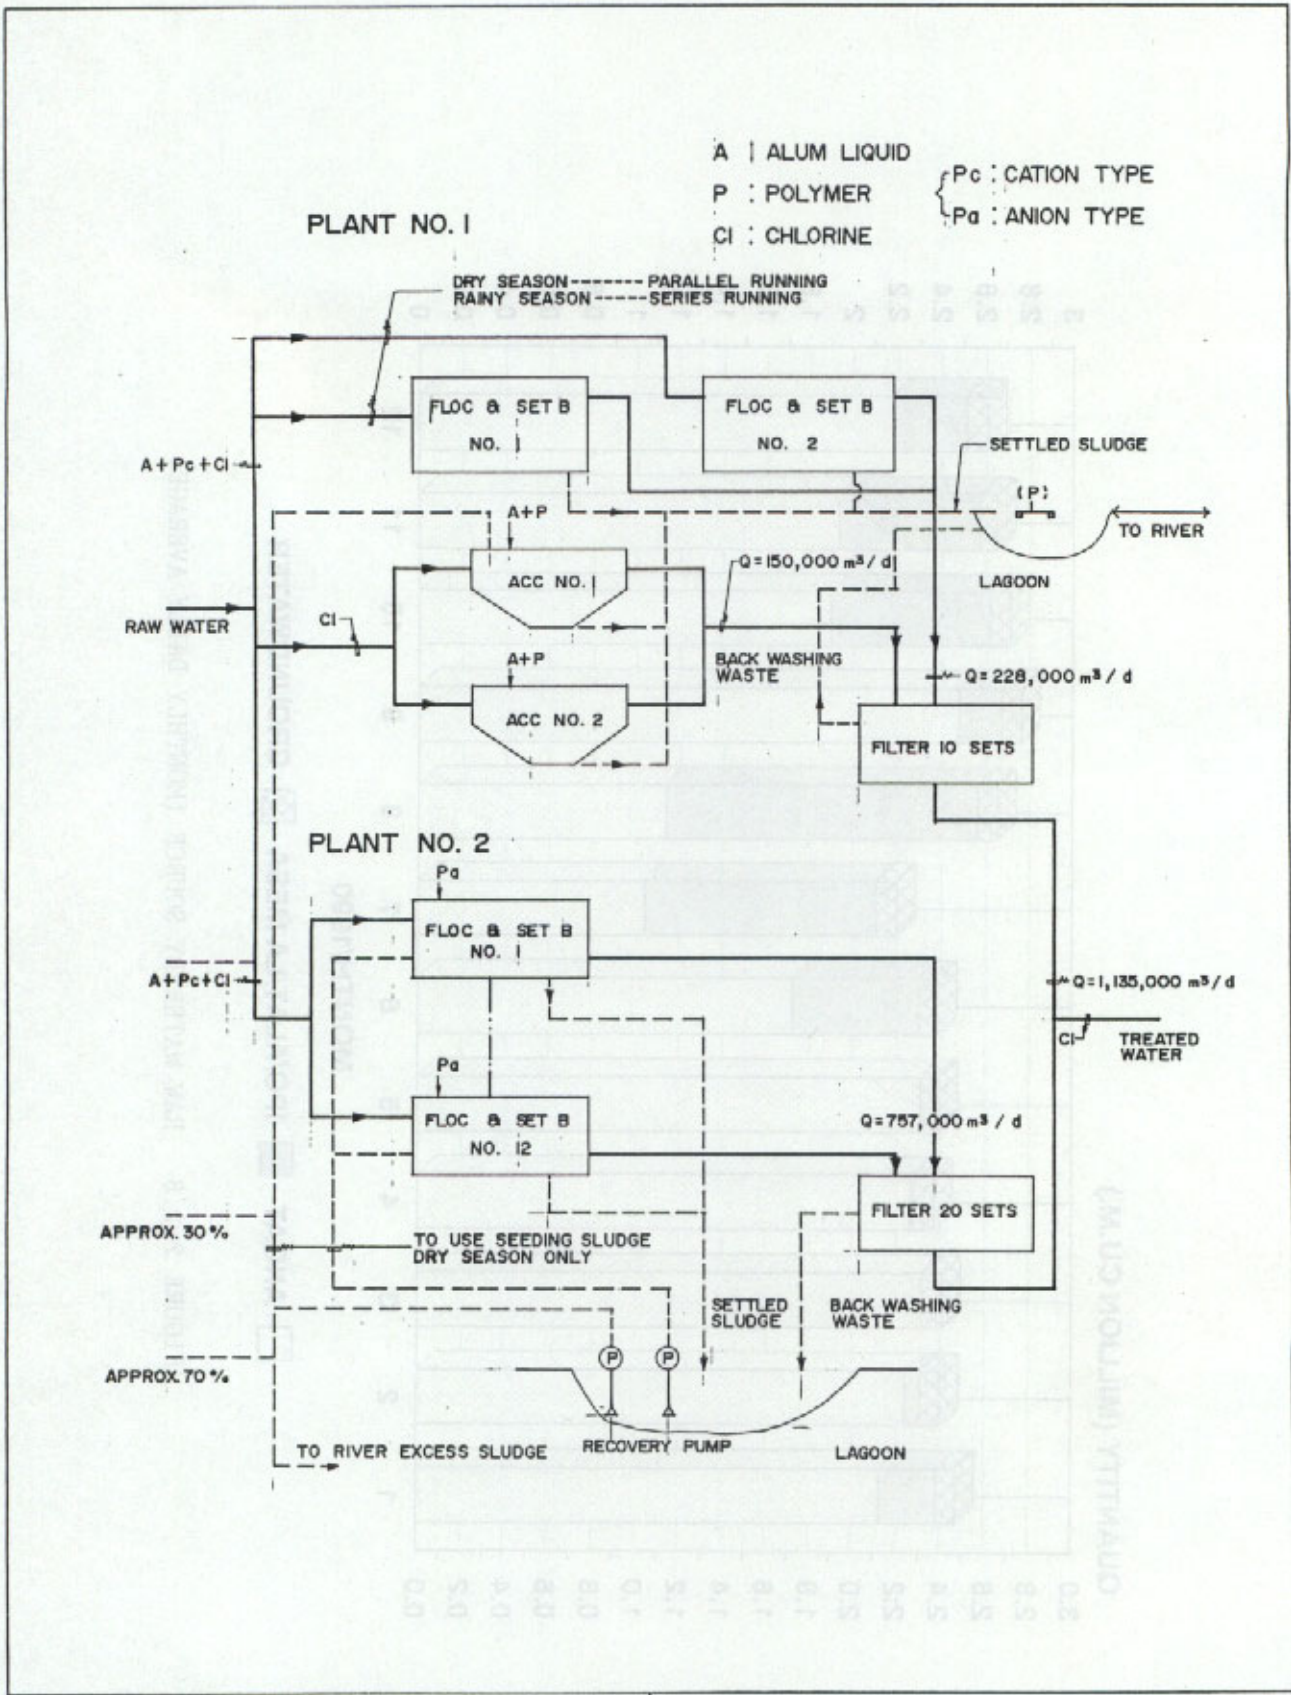 A : ALUM LIQUID
P : POLYMER
Cl : CHLORINE
Pc : CATION TYPE
Pa : ANION TYPE
PLANT NO. 1
DRY SEASON ------ PARALLEL RUNNING
RAINY SEASON ------ SERIES RUNNING
FLOC & SET B
NO. 1
FLOC & SET B
NO. 2
SETTLED SLUDGE
A+Pc+Cl
(P)
TO RIVER
LAGOON
A+P
ACC NO. 1
Q=150,000 m³/d
RAW WATER
Cl
A+P
BACK WASHING
WASTE
ACC NO. 2
Q=228,000 m³/d
FILTER 10 SETS
PLANT NO. 2
Pa
FLOC & SET B
NO. 1
A+Pc+Cl
Q=1,135,000 m³/d
Cl
TREATED
WATER
Pa
FLOC & SET B
NO. 12
Q=757,000 m³/d
FILTER 20 SETS
APPROX. 30 %
TO USE SEEDING SLUDGE
DRY SEASON ONLY
SETTLED
SLUDGE
BACK WASHING
WASTE
P
P
APPROX. 70 %
TO RIVER EXCESS SLUDGE
RECOVERY PUMP
LAGOON